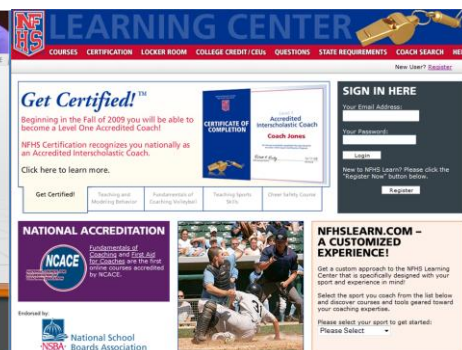 NF
HS
LEARNING CENTER
COURSES CERTIFICATION LOCKER ROOM COLLEGE CREDIT/CEUs QUESTIONS STATE REQUIREMENTS COACH SEARCH HE
New User? Register
Get Certified!™
Beginning in the Fall of 2009 you will be able to
become a Level One Accredited Coach!
NFHS Certification recognizes you nationally as
an Accredited Interscholastic Coach.
Click here to learn more.
CERTIFICATE OF
COMPLETION
Accredited
Interscholastic Coach
Coach Jones
Get Certified!
Teaching and
Modeling Behavior
Fundamentals of
Coaching Volleyball
Teaching Sports
Skills
Cheer Safety Course
SIGN IN HERE
Your Email Address:
Your Password:
Login
New to NFHS Learn? Please click the
"Register Now" button below.
Register
NATIONAL ACCREDITATION
NCACE
Fundamentals of
Coaching and First Aid
for Coaches are the first
online courses accredited
by NCACE.
Endorsed by:
NSBA
National School
Boards Association
NFHSLEARN.COM –
A CUSTOMIZED
EXPERIENCE!
Get a custom approach to the NFHS Learning
Center that is specifically designed with your
sport and experience in mind!
Select the sport you coach from the list below
and discover courses and tools geared toward
your coaching expertise.
Please select your sport to get started:
Please Select